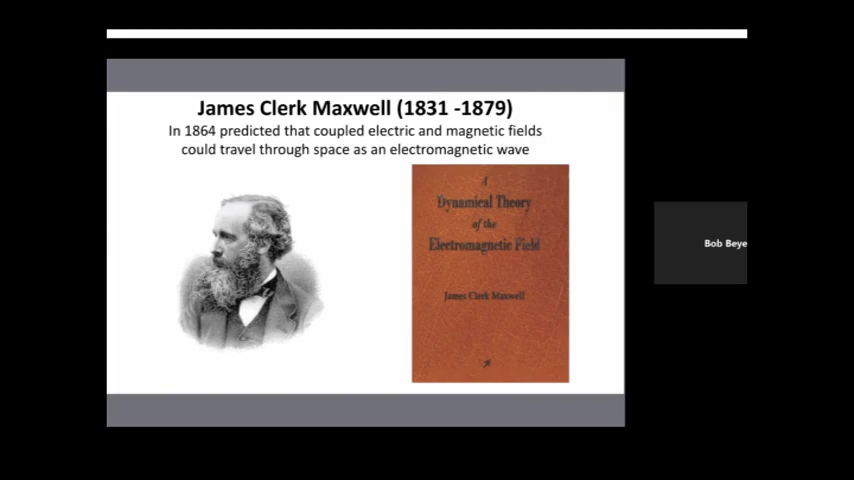 James Clerk Maxwell (1831 -1879)
In 1864 predicted that coupled electric and magnetic fields
could travel through space as an electromagnetic wave
A
Dynamical Theory
of the
Electromagnetic Field
James Clerk Maxwell
Bob Beye